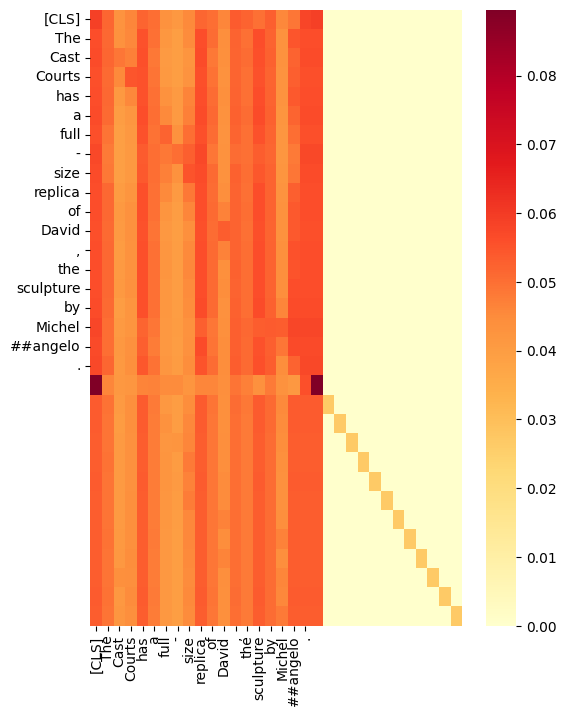 [CLS]
The
Cast
Courts
has
a
full
-
size
replica
of
David
,
the
sculpture
by
Michel
##angelo
.
0.08
0.07
0.06
0.05
0.04
0.03
0.02
0.01
0.00
[CLS]
The
Cast
Courts
has
a
full
-
size
replica
of
David
,
the
sculpture
by
Michel
##angelo
.